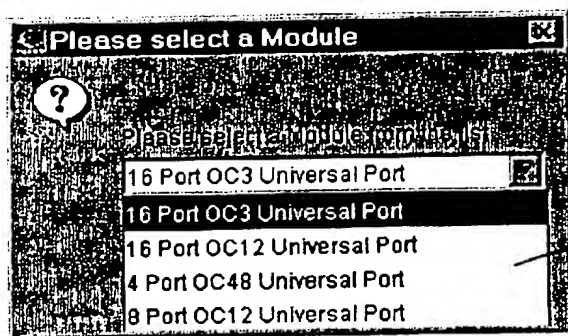 Please select a Module
?
Please select a Module from the list
16 Port OC3 Universal Port
16 Port OC3 Universal Port
16 Port OC12 Universal Port
4 Port OC48 Universal Port
8 Port OC12 Universal Port